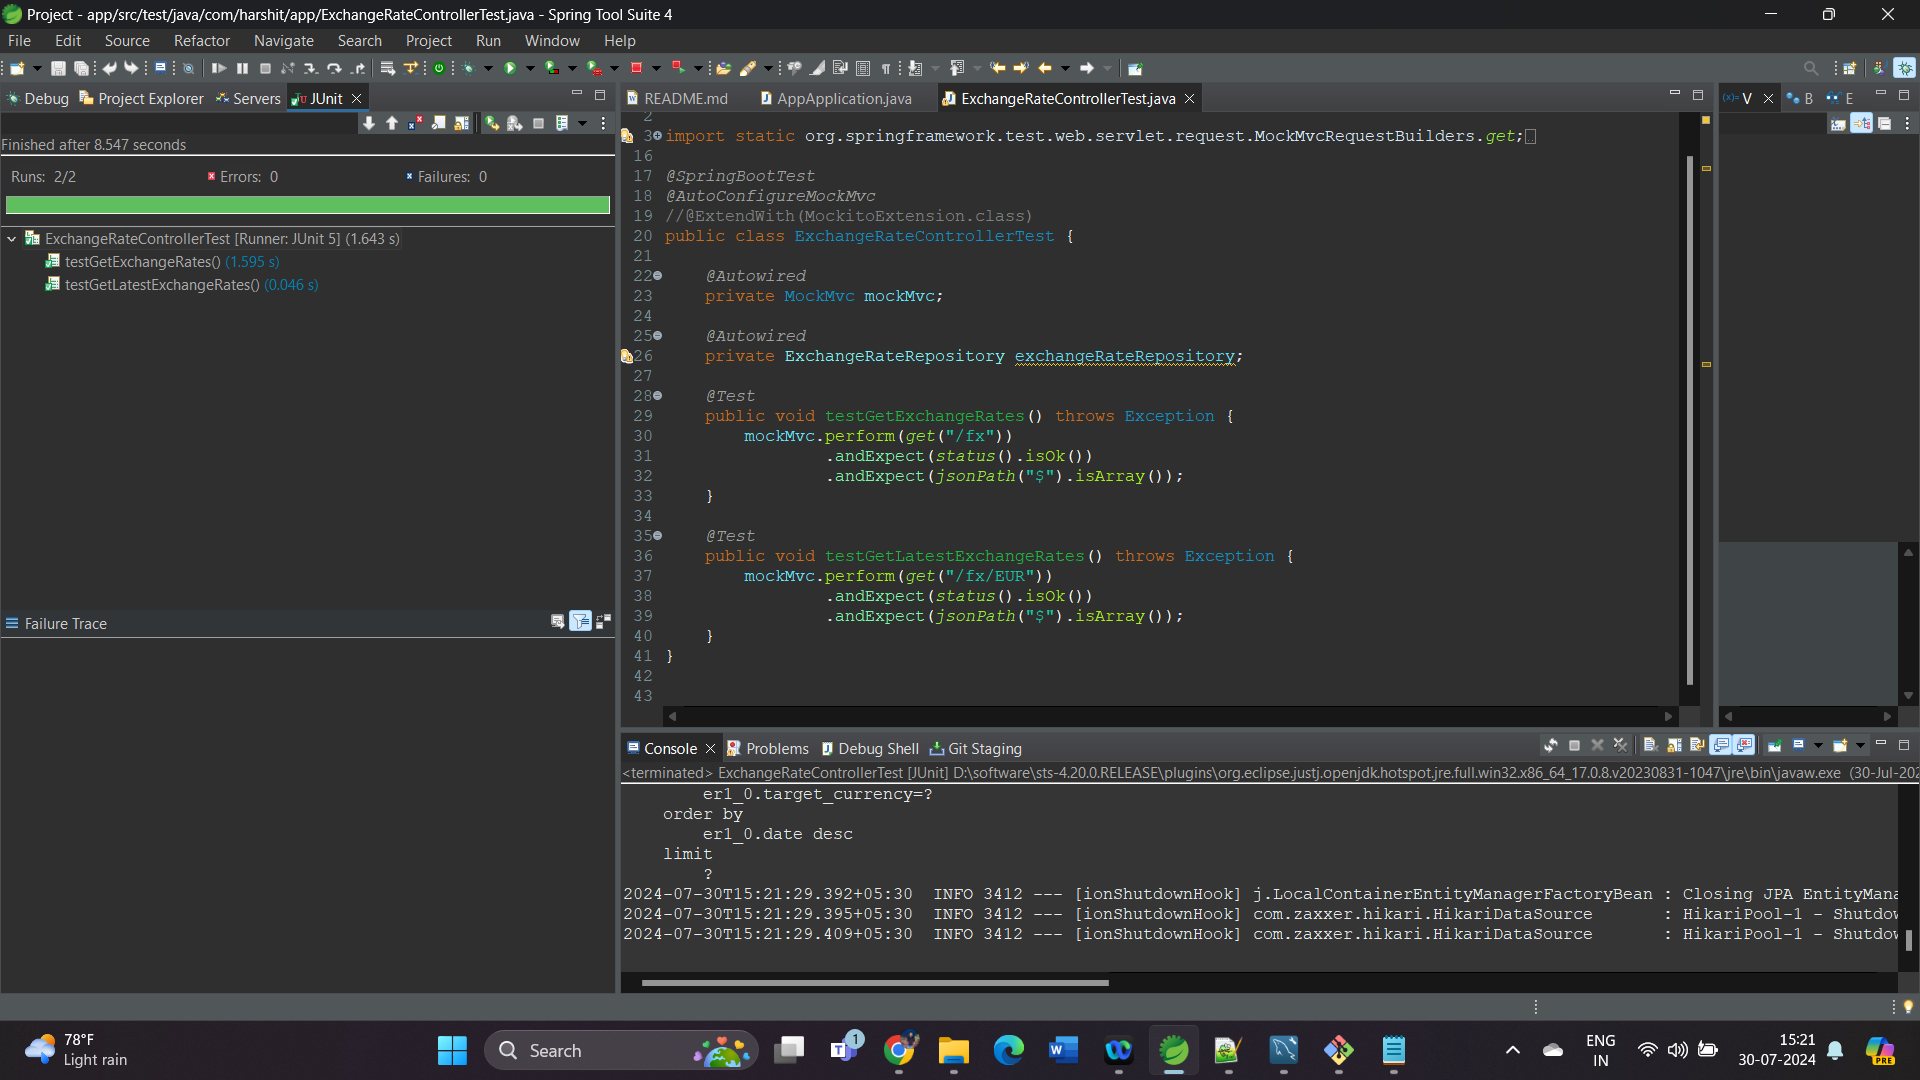 Project - app/src/test/java/com/harshit/app/ExchangeRateControllerTest.java - Spring Tool Suite 4
File Edit Source Refactor Navigate Search Project Run Window Help
Debug Project Explorer Servers JUnit
Finished after 8.547 seconds
Runs: 2/2 Errors: 0 Failures: 0
ExchangeRateControllerTest [Runner: JUnit 5] (1.643 s)
testGetExchangeRates() (1.595 s)
testGetLatestExchangeRates() (0.046 s)
Failure Trace
README.md AppApplication.java ExchangeRateControllerTest.java
V B E
2
3 import static org.springframework.test.web.servlet.request.MockMvcRequestBuilders.get;
16
17 @SpringBootTest
18 @AutoConfigureMockMvc
19 //@ExtendWith(MockitoExtension.class)
20 public class ExchangeRateControllerTest {
21
22 @Autowired
23 private MockMvc mockMvc;
24
25 @Autowired
26 private ExchangeRateRepository exchangeRateRepository;
27
28 @Test
29 public void testGetExchangeRates() throws Exception {
30 mockMvc.perform(get("/fx"))
31 .andExpect(status().isOk())
32 .andExpect(jsonPath("$").isArray());
33 }
34
35 @Test
36 public void testGetLatestExchangeRates() throws Exception {
37 mockMvc.perform(get("/fx/EUR"))
38 .andExpect(status().isOk())
39 .andExpect(jsonPath("$").isArray());
40 }
41 }
42
43
Console Problems Debug Shell Git Staging
<terminated> ExchangeRateControllerTest [JUnit] D:\software\sts-4.20.0.RELEASE\plugins\org.eclipse.justj.openjdk.hotspot.jre.full.win32.x86_64_17.0.8.v20230831-1047\jre\bin\javaw.exe (30-Jul-202
er1_0.target_currency=?
order by
er1_0.date desc
limit
?
2024-07-30T15:21:29.392+05:30 INFO 3412 --- [ionShutdownHook] j.LocalContainerEntityManagerFactoryBean : Closing JPA EntityMana
2024-07-30T15:21:29.395+05:30 INFO 3412 --- [ionShutdownHook] com.zaxxer.hikari.HikariDataSource : HikariPool-1 - Shutdow
2024-07-30T15:21:29.409+05:30 INFO 3412 --- [ionShutdownHook] com.zaxxer.hikari.HikariDataSource : HikariPool-1 - Shutdow
78°F
Light rain
Search
1
ENG
IN
15:21
30-07-2024
PRE